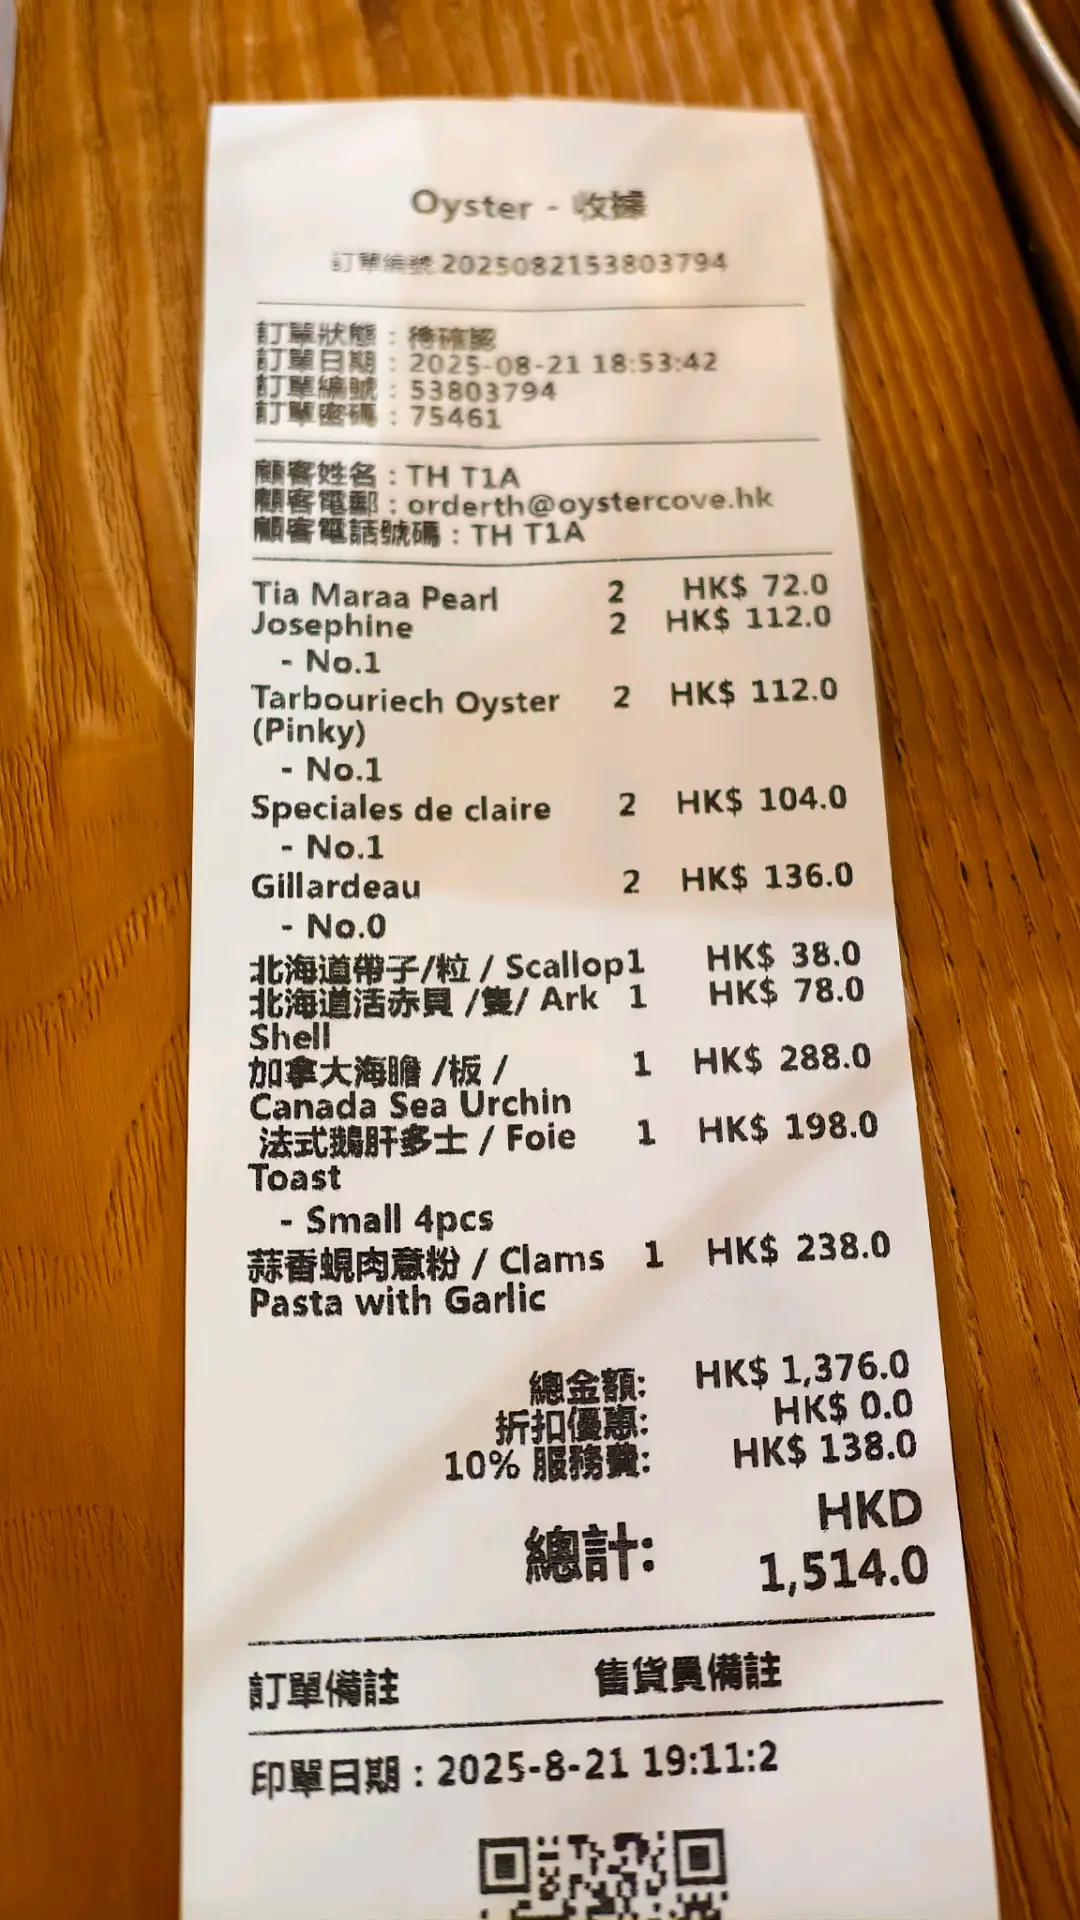 Oyster - 收據
訂單編號 2025082153803794
訂單狀態 : 待確認
訂單日期 : 2025-08-21 18:53:42
訂單編號 : 53803794
訂單密碼 : 75461
顧客姓名 : TH T1A
顧客電郵 : orderth@oystercove.hk
顧客電話號碼 : TH T1A
Tia Maraa Pearl 2 HK$ 72.0
Josephine 2 HK$ 112.0
- No.1
Tarbouriech Oyster 2 HK$ 112.0
(Pinky)
- No.1
Speciales de claire 2 HK$ 104.0
- No.1
Gillardeau 2 HK$ 136.0
- No.0
北海道帶子/粒 / Scallop 1 HK$ 38.0
北海道活赤貝 /隻/ Ark 1 HK$ 78.0
Shell
加拿大海膽 /板 / 1 HK$ 288.0
Canada Sea Urchin
法式鵝肝多士 / Foie 1 HK$ 198.0
Toast
- Small 4pcs
蒜香蜆肉意粉 / Clams 1 HK$ 238.0
Pasta with Garlic
總金額: HK$ 1,376.0
折扣優惠: HK$ 0.0
10% 服務費: HK$ 138.0
總計: HKD
1,514.0
訂單備註 售貨員備註
印單日期 : 2025-8-21 19:11:2